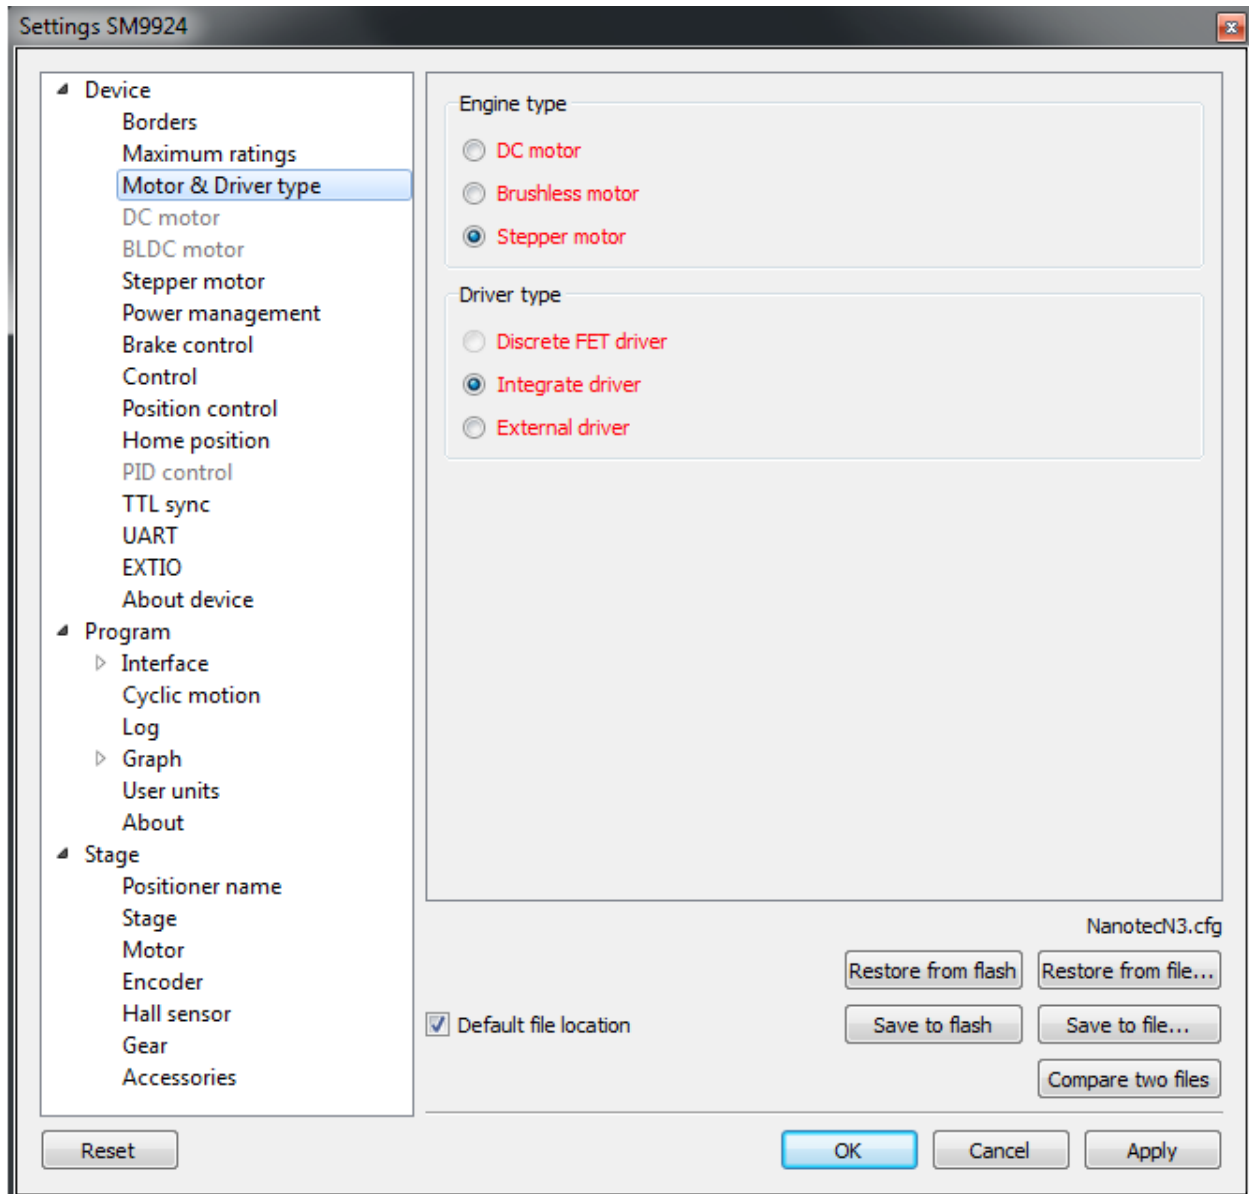 Settings SM9924
Device
Borders
Maximum ratings
Motor & Driver type
DC motor
BLDC motor
Stepper motor
Power management
Brake control
Control
Position control
Home position
PID control
TTL sync
UART
EXTIO
About device
Program
Interface
Cyclic motion
Log
Graph
User units
About
Stage
Positioner name
Stage
Motor
Encoder
Hall sensor
Gear
Accessories
Engine type
DC motor
Brushless motor
Stepper motor
Driver type
Discrete FET driver
Integrate driver
External driver
NanotecN3.cfg
Restore from flash Restore from file...
Default file location Save to flash Save to file...
Compare two files
Reset OK Cancel Apply